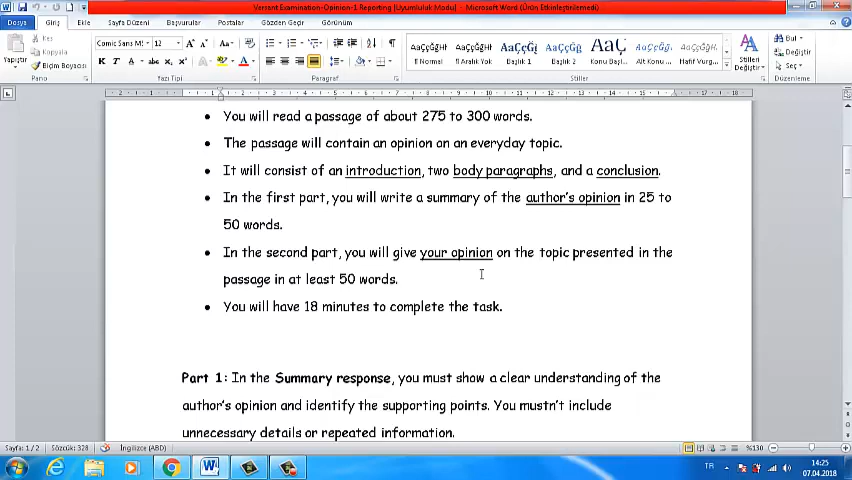 Versant Examination-Opinion-1 Reporting [Uyumluluk Modu] - Microsoft Word (Ürün Etkinleştirilemedi)
Dosya Giriş Ekle Sayfa Düzeni Başvurular Postalar Gözden Geçir Görünüm
Yapıştır
Kes
Kopyala
Biçim Boyacısı
Pano
Comic Sans M 12
Yazı Tipi
Paragraf
AaÇçĞğH AaÇçĞğH AaÇçĞğ AaÇçĞğ AaÇ AaÇçĞğ. AaÇçĞğH
¶ Normal ¶ Aralık Yok Başlık 1 Başlık 2 Konu Başl... Alt Konu ... Hafif Vurg...
Stilleri Değiştir
Stiller
Bul
Değiştir
Seç
Düzenleme
• You will read a passage of about 275 to 300 words.
• The passage will contain an opinion on an everyday topic.
• It will consist of an introduction, two body paragraphs, and a conclusion.
• In the first part, you will write a summary of the author's opinion in 25 to
50 words.
• In the second part, you will give your opinion on the topic presented in the
passage in at least 50 words.
• You will have 18 minutes to complete the task.
Part 1: In the Summary response, you must show a clear understanding of the
author's opinion and identify the supporting points. You mustn't include
unnecessary details or repeated information.
Sayfa: 1 / 2 Sözcük: 328 İngilizce (ABD) %130
TR 14:25
07.04.2018